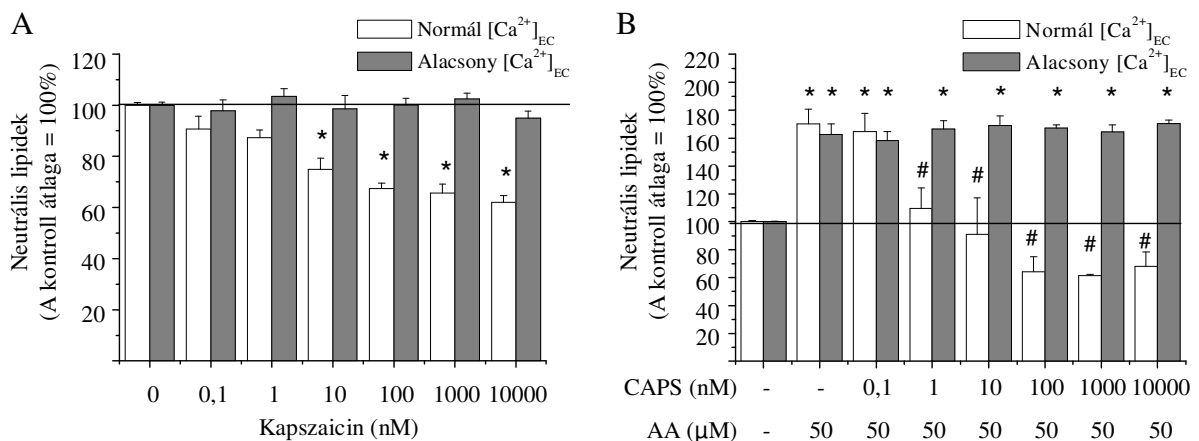 A
Normál [Ca2+]EC
Alacsony [Ca2+]EC
Neutrális lipidek
(A kontroll átlaga = 100%)
120
100
80
60
40
20
* * * *
0 0,1 1 10 100 1000 10000
Kapszaicin (nM)
B
Normál [Ca2+]EC
Alacsony [Ca2+]EC
Neutrális lipidek
(A kontroll átlaga = 100%)
220
200
180
160
140
120
100
80
60
40
20
* * * * * * * * *
# # # # #
CAPS (nM) - - 0,1 1 10 100 1000 10000
AA (μM) - 50 50 50 50 50 50 50